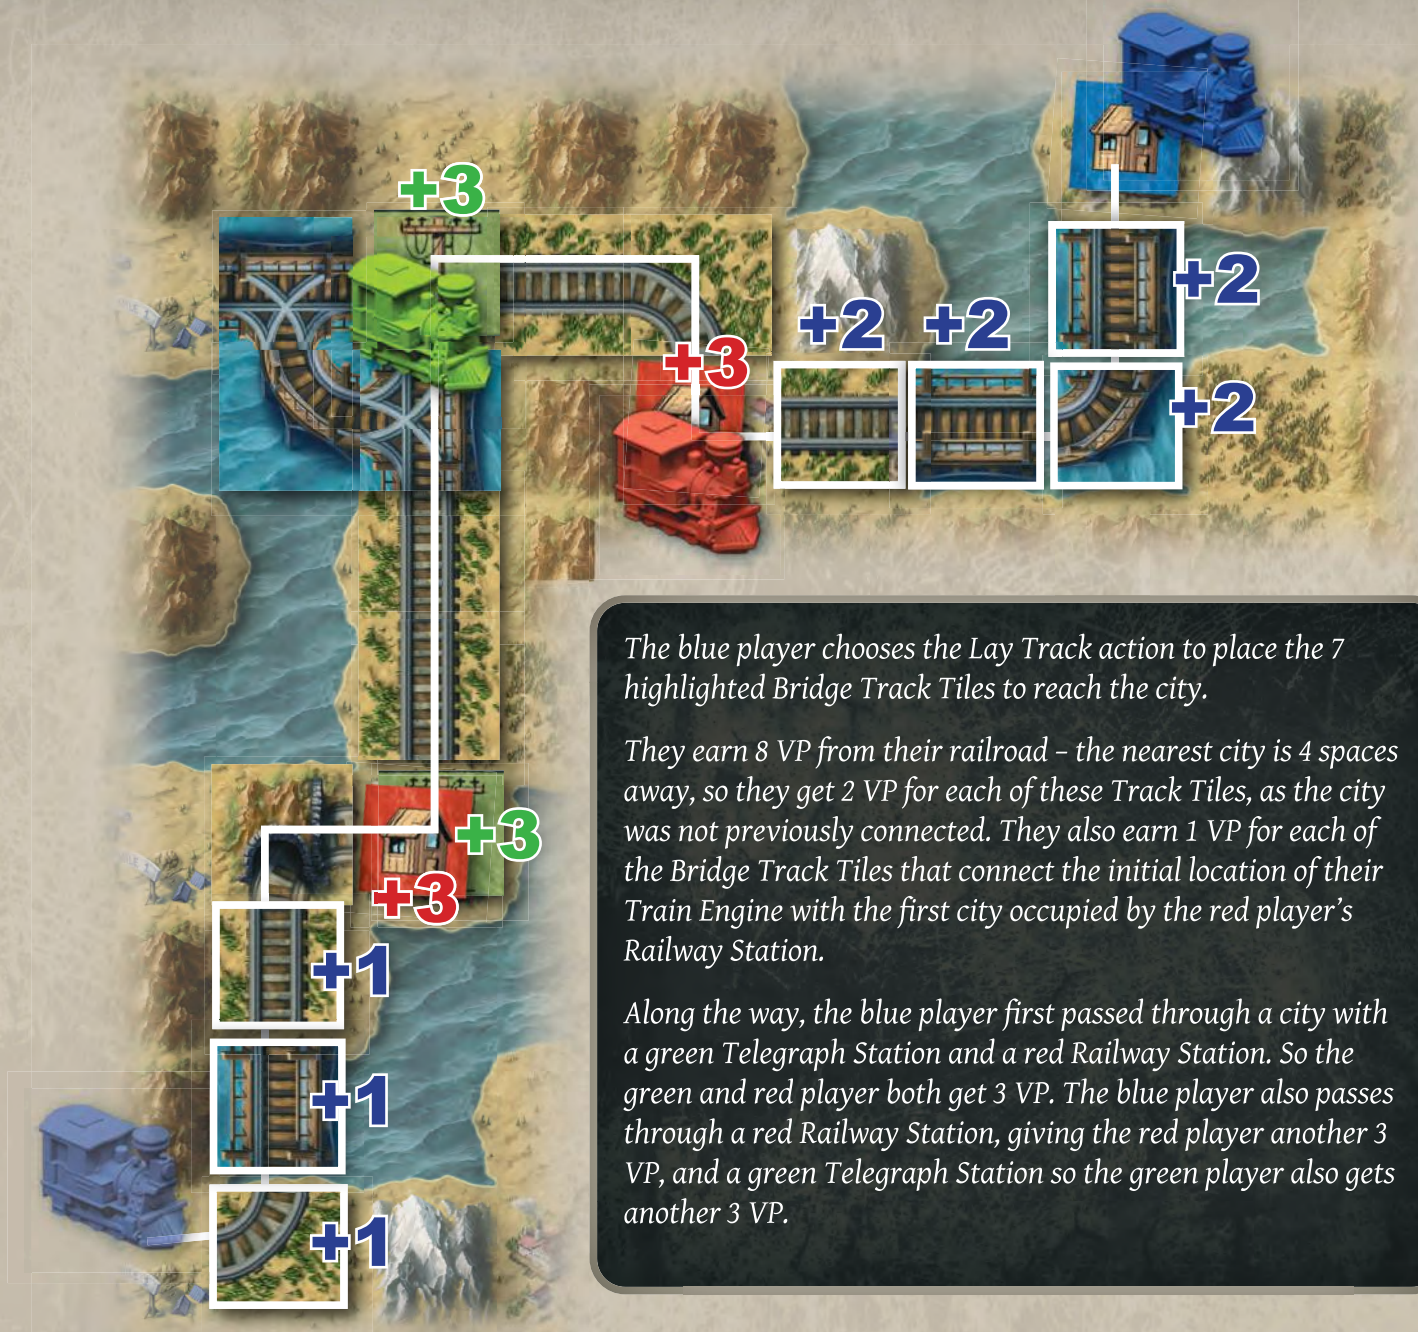 +3
+3
+2
+2
+2
+2
+3
+3
+1
+1
+1
The blue player chooses the Lay Track action to place the 7
highlighted Bridge Track Tiles to reach the city.
They earn 8 VP from their railroad – the nearest city is 4 spaces
away, so they get 2 VP for each of these Track Tiles, as the city
was not previously connected. They also earn 1 VP for each of
the Bridge Track Tiles that connect the initial location of their
Train Engine with the first city occupied by the red player’s
Railway Station.
Along the way, the blue player first passed through a city with
a green Telegraph Station and a red Railway Station. So the
green and red player both get 3 VP. The blue player also passes
through a red Railway Station, giving the red player another 3
VP, and a green Telegraph Station so the green player also gets
another 3 VP.